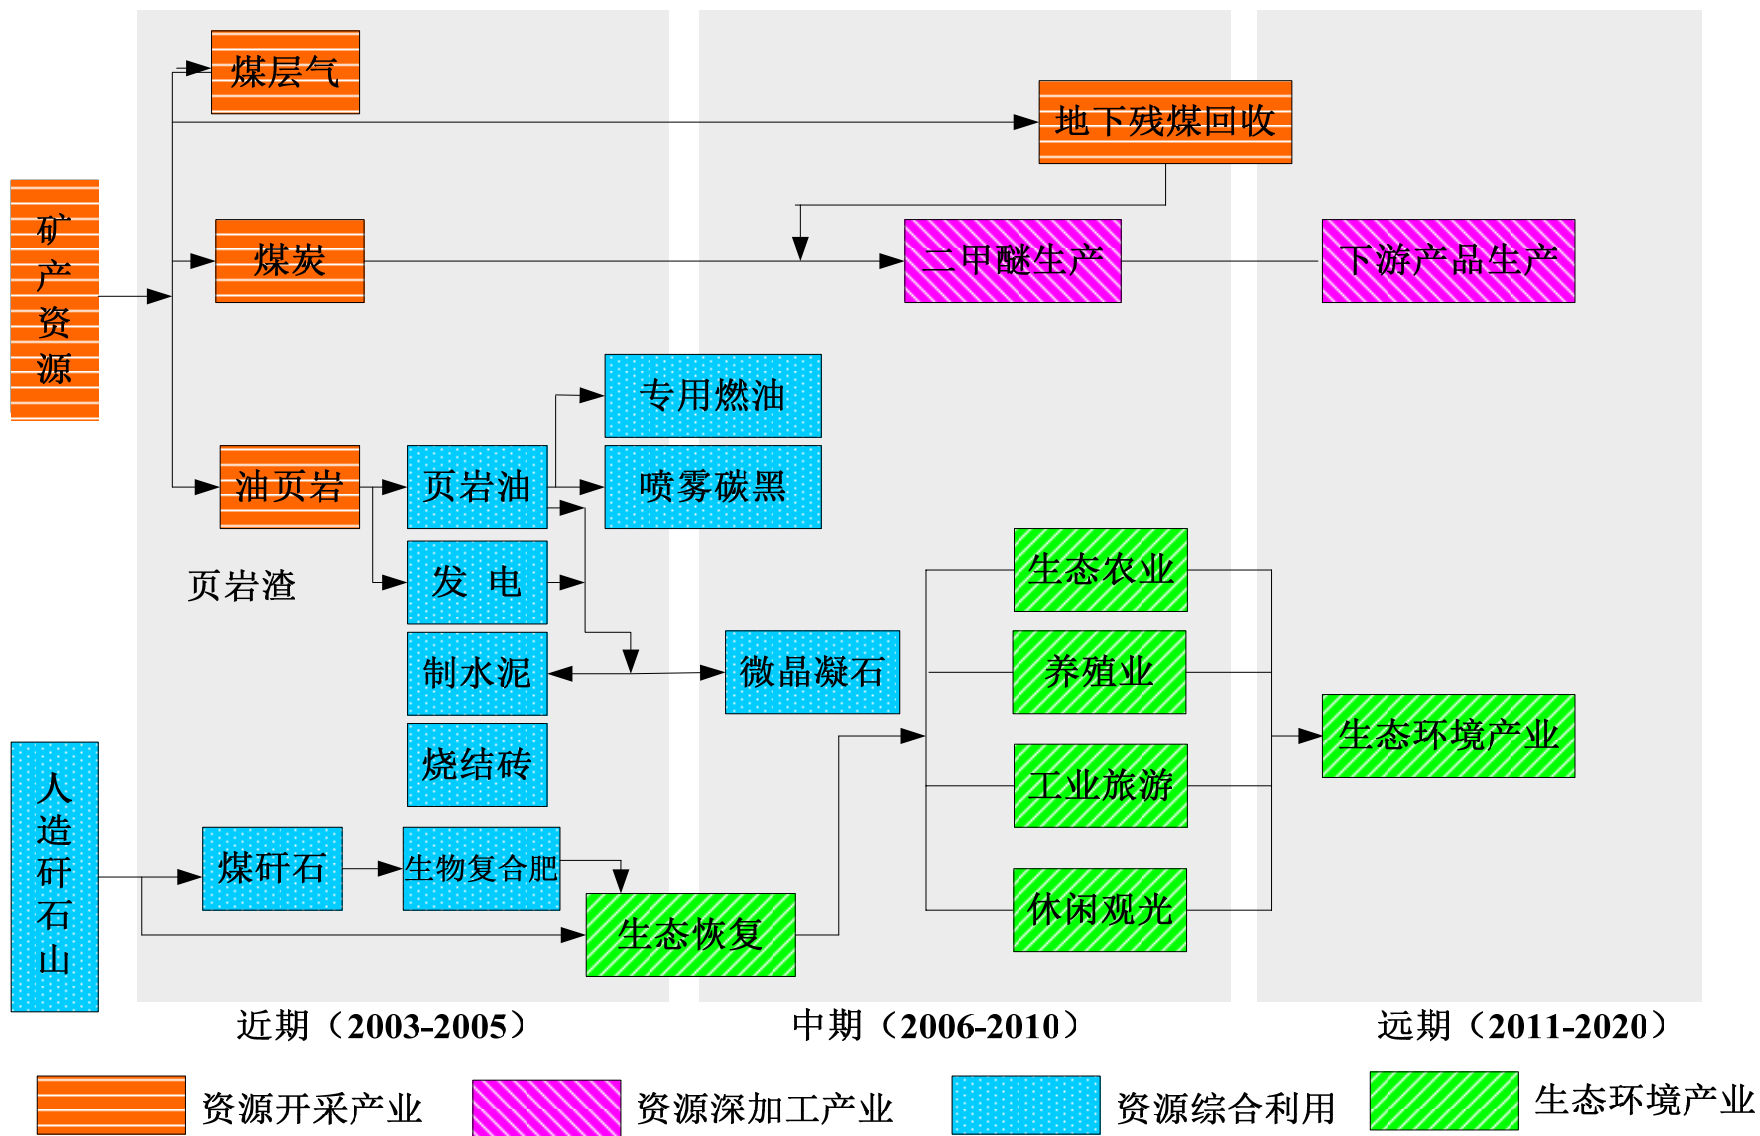 煤层气
地下残煤回收
矿产资源
煤炭
二甲醚生产
下游产品生产
专用燃油
油页岩
页岩油
喷雾碳黑
页岩渣
发 电
生态农业
制水泥
微晶凝石
养殖业
烧结砖
生态环境产业
人造矸石山
工业旅游
煤矸石
生物复合肥
生态恢复
休闲观光
近期（2003-2005）
中期（2006-2010）
远期（2011-2020）
资源开采产业
资源深加工产业
资源综合利用
生态环境产业